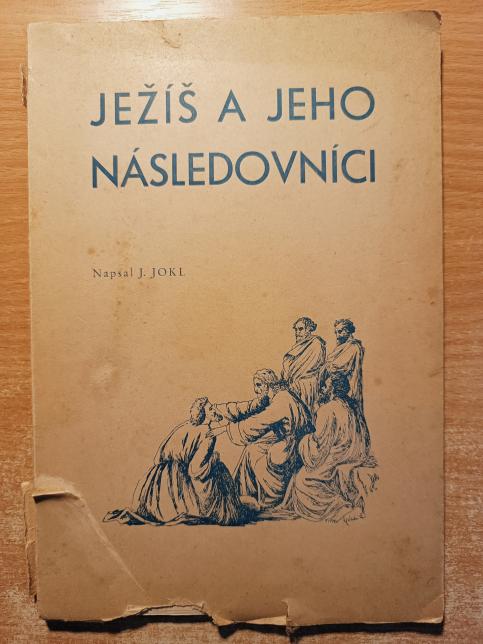 JEŽÍŠ A JEHO
NÁSLEDOVNÍCI
Napsal J. JOKL